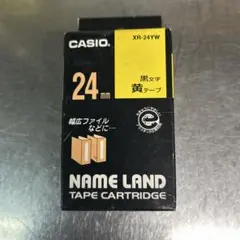 CASIO
XR-24YW
24mm
黒文字
黄テープ
幅広ファイル
などに…
NAME LAND
TAPE CARTRIDGE